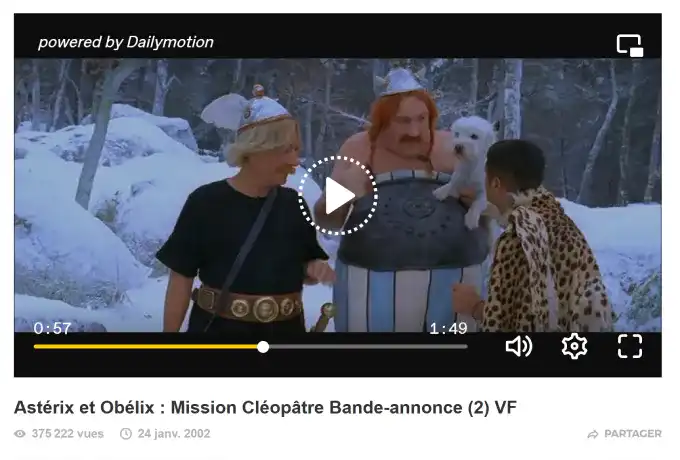 powered by Dailymotion
0:57
1:49
Astérix et Obélix : Mission Cléopâtre Bande-annonce (2) VF
375 222 vues
24 janv. 2002
PARTAGER